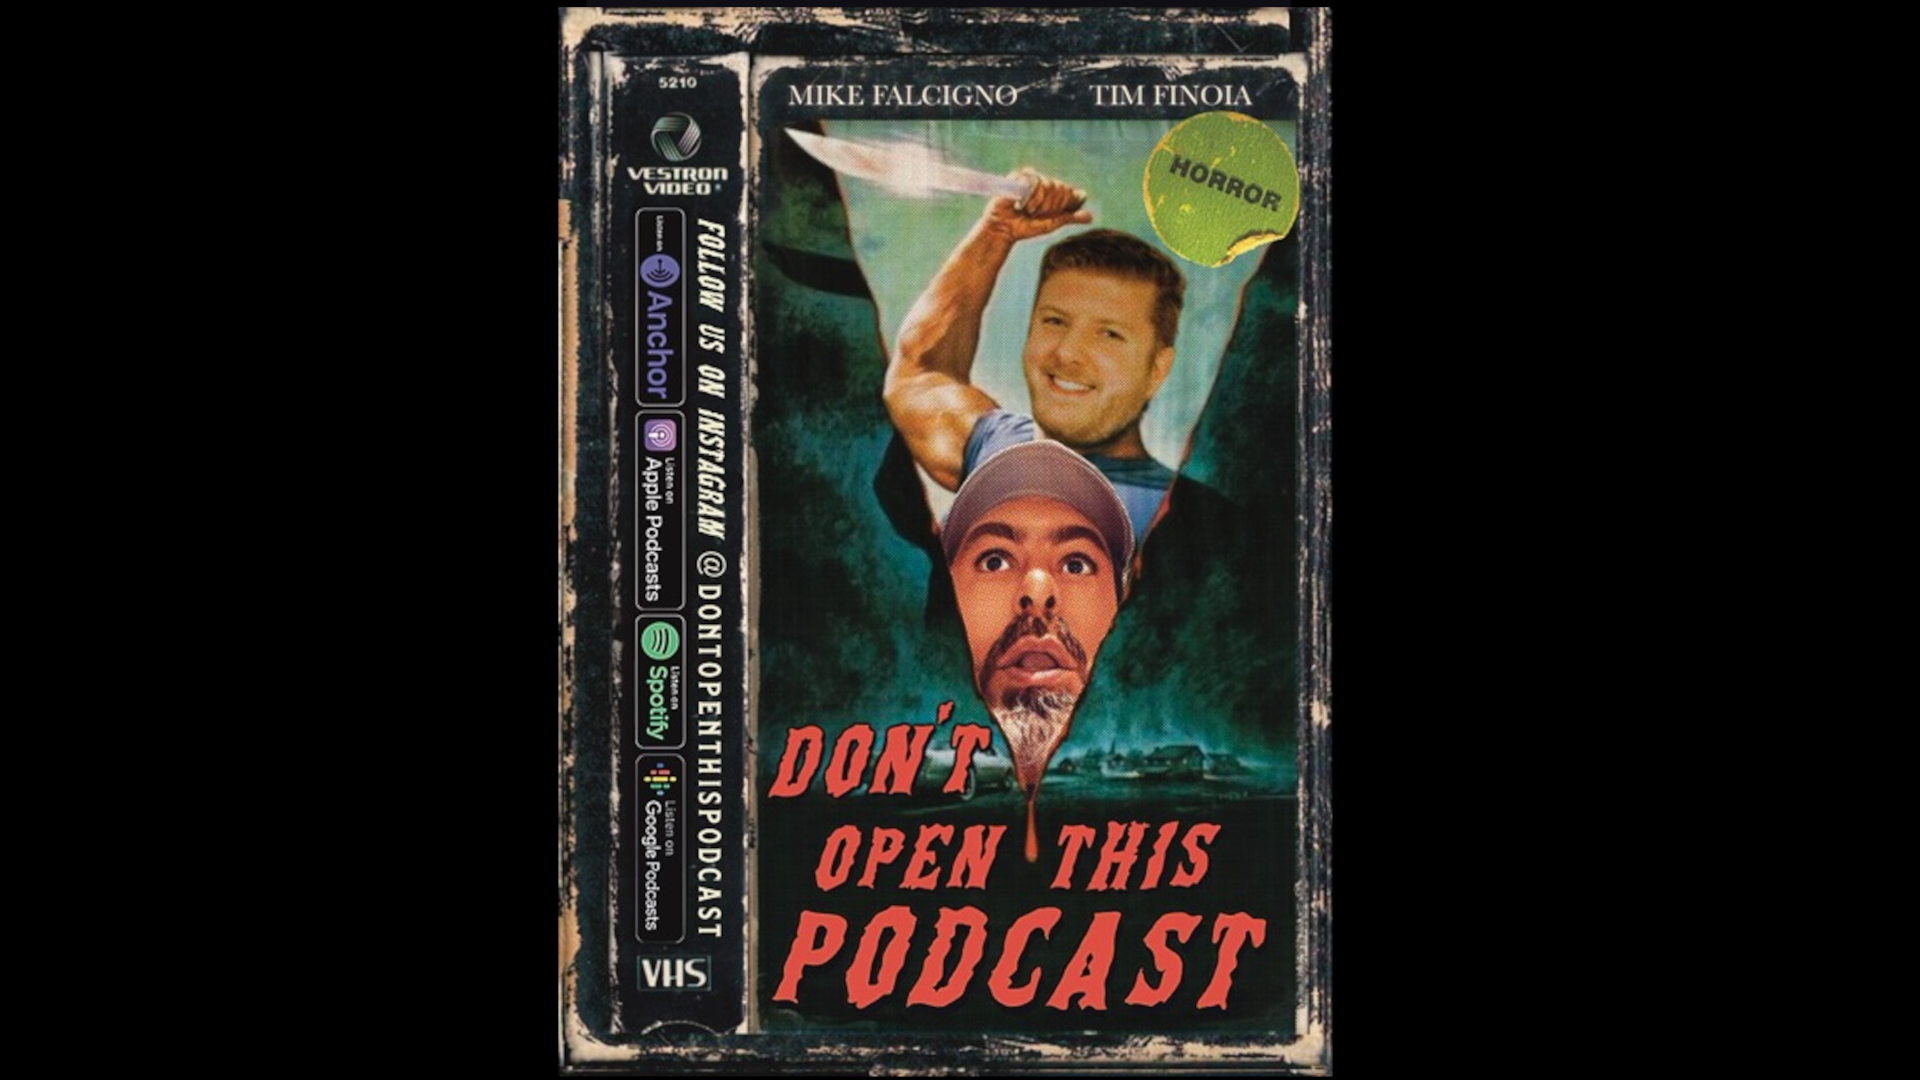 5210
VESTRON
VIDEO
Listen on
Anchor
Listen on
Apple Podcasts
Listen on
Spotify
Listen on
Google Podcasts
FOLLOW US ON INSTAGRAM @DONTOPENTHISPODCAST
VHS
MIKE FALCIGNO TIM FINOIA
HORROR
DON'T
OPEN THIS
PODCAST